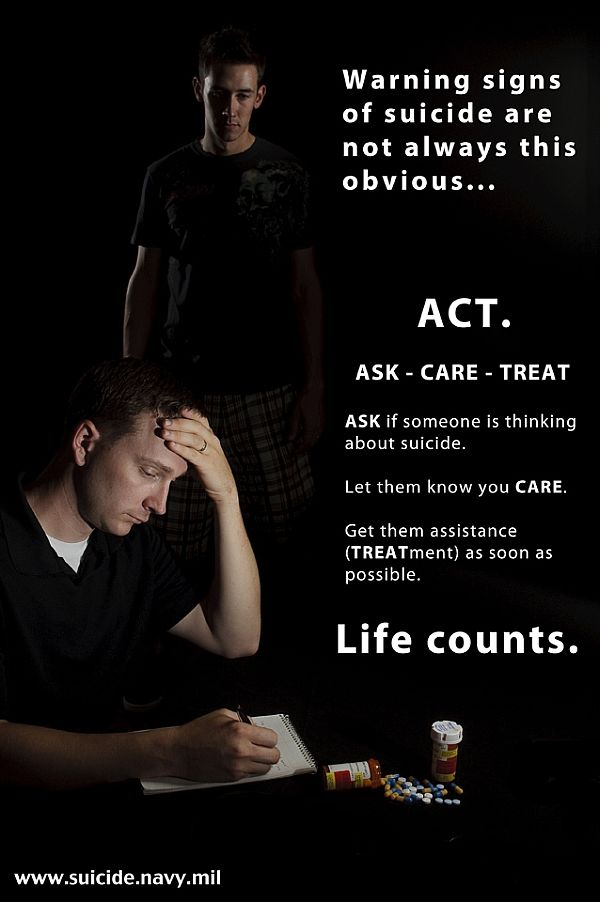 Warning signs
of suicide are
not always this
obvious...
ACT.
ASK - CARE - TREAT
ASK if someone is thinking
about suicide.
Let them know you CARE.
Get them assistance
(TREATment) as soon as
possible.
Life counts.
www.suicide.navy.mil